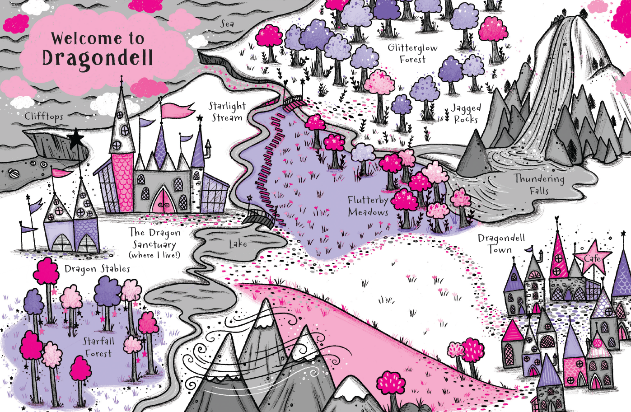 Welcome to
Dragondell
Sea
Glitterglow
Forest
Clifftops
Starlight
Stream
Jagged
Rocks
Thundering
Falls
Flutterby
Meadows
The Dragon
Sanctuary
(where I live!)
Lake
Dragondell
Town
Cafe
Dragon Stables
Starfall
Forest